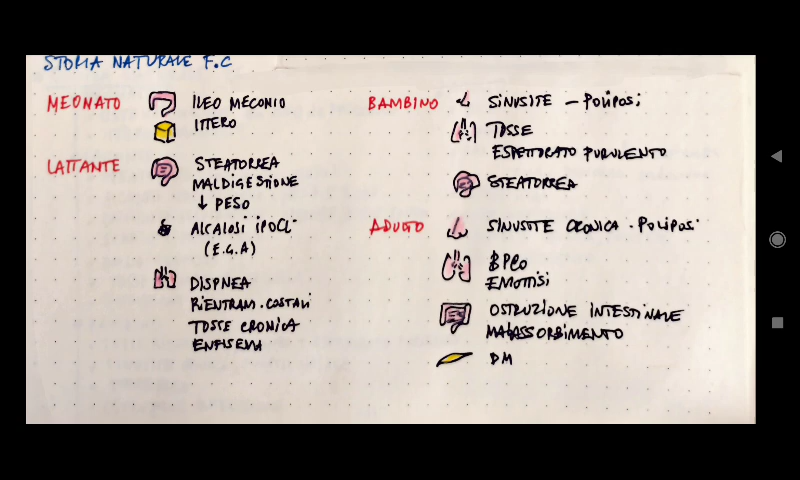 STORIA NATURALE F.C
MEONATO
ILEO MECONIO
ITTERO
LATTANTE
STEATORREA
MALDIGESTIONE
↓ PESO
ALCALOSI IPOCL⁻
(E.G.A)
DISPNEA
RIENTRAM. COSTALI
TOSSE CRONICA
ENFISEMA
BAMBINO
SINUSITE - POLIPOSI
TOSSE
ESPETTORATO PURULENTO
STEATORREA
ADULTO
SINUSITE CRONICA - POLIPOSI
BPCO
EMOTTISI
OSTRUZIONE INTESTINALE
MALASSORBIMENTO
DM